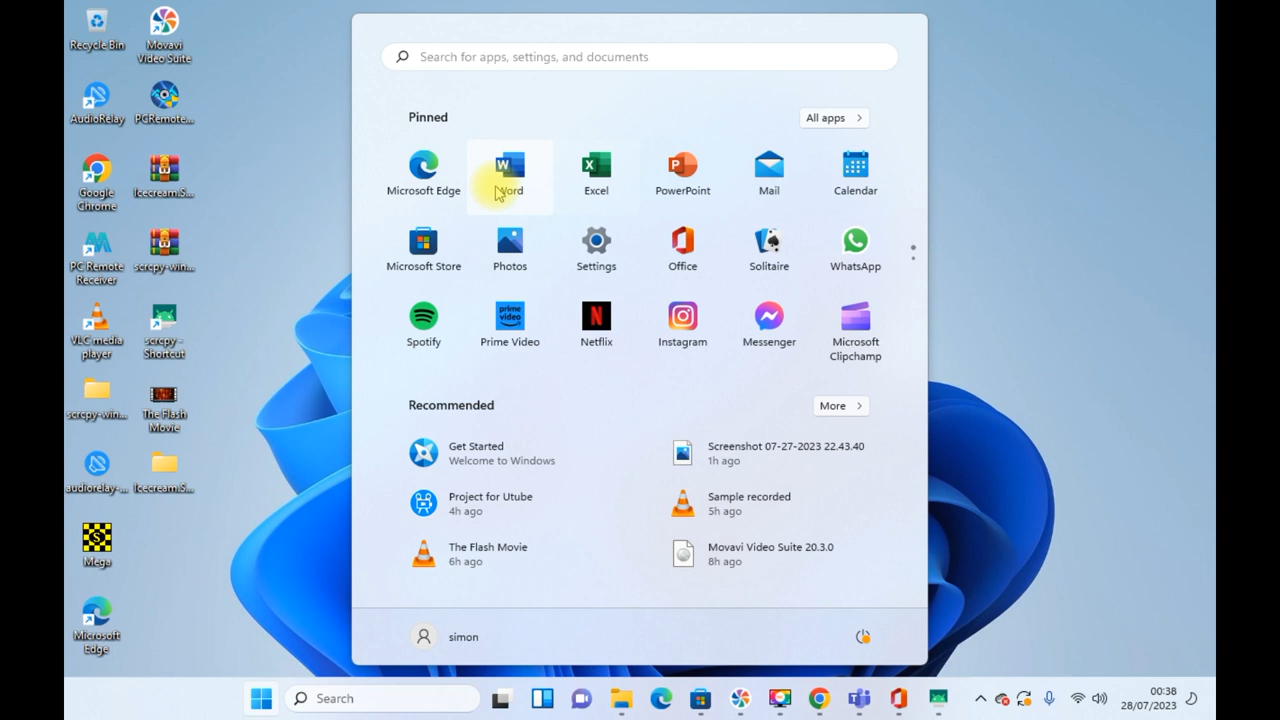 Recycle Bin
Movavi
Video Suite
AudioRelay
PCRemote...
Google
Chrome
Icecream.S...
PC Remote
Receiver
scrcpy-win...
VLC media
player
scrcpy -
Shortcut
scrcpy-win...
The Flash
Movie
audiorelay-...
Icecream.S...
Mega
Microsoft
Edge
Search for apps, settings, and documents
Pinned
All apps
Microsoft Edge
Word
Excel
PowerPoint
Mail
Calendar
Microsoft Store
Photos
Settings
Office
Solitaire
WhatsApp
Spotify
prime
video
Prime Video
Netflix
Instagram
Messenger
Microsoft
Clipchamp
Recommended
More
Get Started
Welcome to Windows
Screenshot 07-27-2023 22.43.40
1h ago
Project for Utube
4h ago
Sample recorded
5h ago
The Flash Movie
6h ago
Movavi Video Suite 20.3.0
8h ago
simon
Search
00:38
28/07/2023